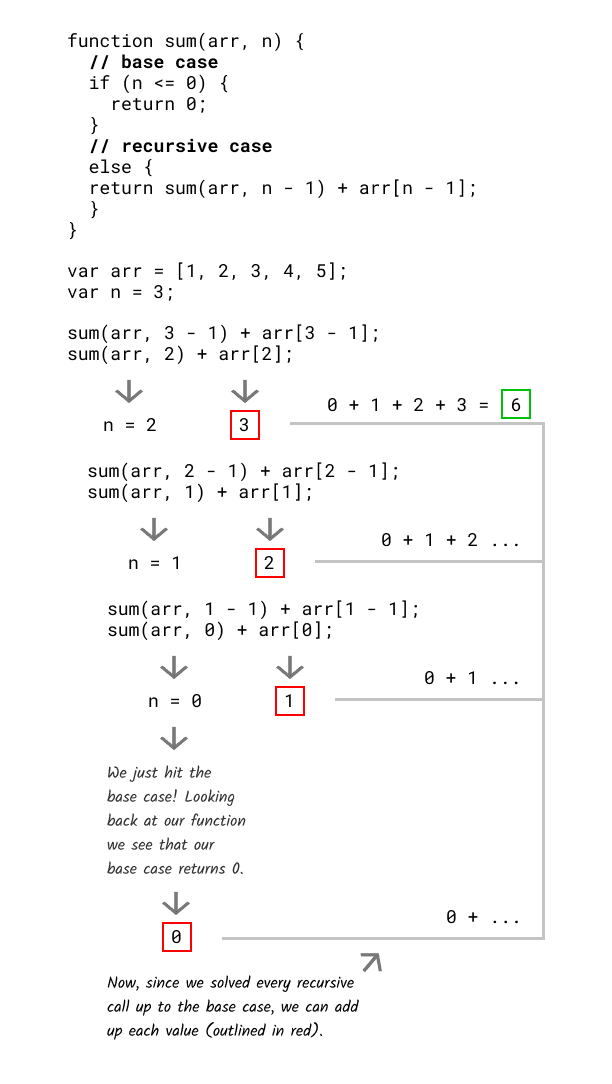 function sum(arr, n) {
// base case
if (n <= 0) {
return 0;
}
// recursive case
else {
return sum(arr, n - 1) + arr[n - 1];
}
}
var arr = [1, 2, 3, 4, 5];
var n = 3;
sum(arr, 3 - 1) + arr[3 - 1];
sum(arr, 2) + arr[2];
0 + 1 + 2 + 3 = 6
n = 2 3
sum(arr, 2 - 1) + arr[2 - 1];
sum(arr, 1) + arr[1];
0 + 1 + 2 ...
n = 1 2
sum(arr, 1 - 1) + arr[1 - 1];
sum(arr, 0) + arr[0];
0 + 1 ...
n = 0 1
We just hit the
base case! Looking
back at our function
we see that our
base case returns 0.
0 + ...
0
Now, since we solved every recursive
call up to the base case, we can add
up each value (outlined in red).